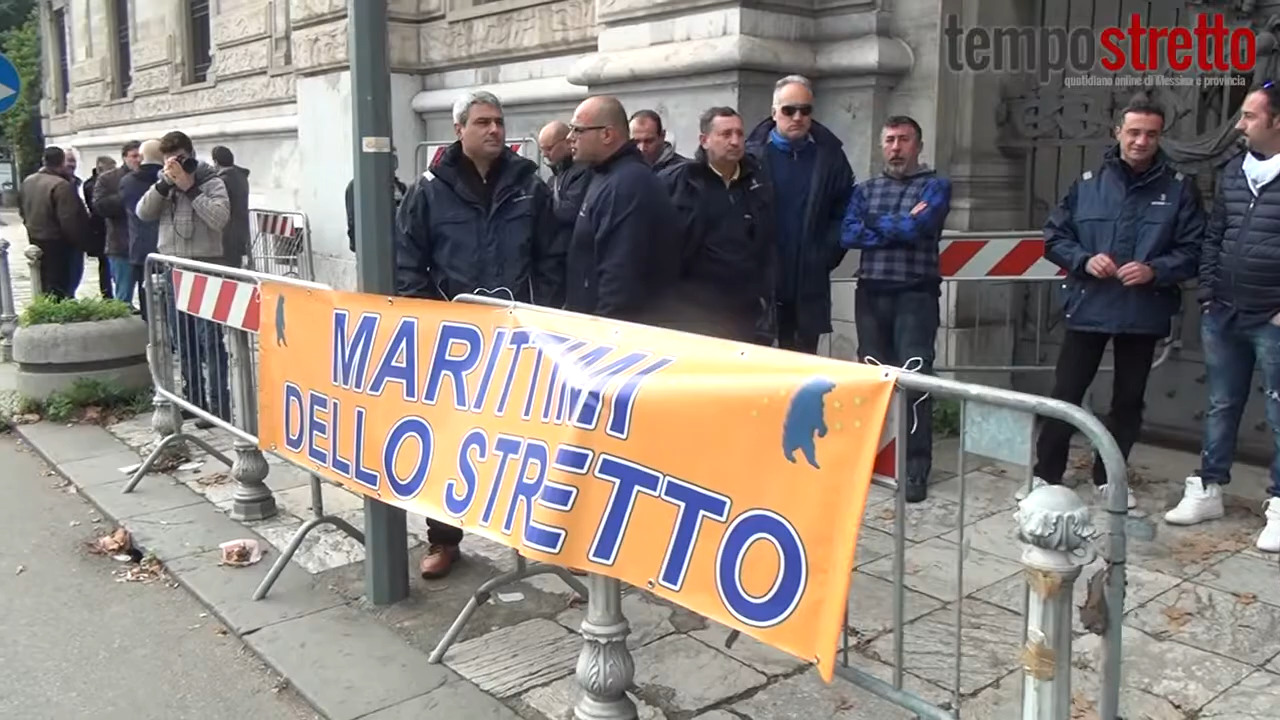 tempostretto
quotidiano online di Messina e provincia
MARITTIMI
DELLO STRETTO